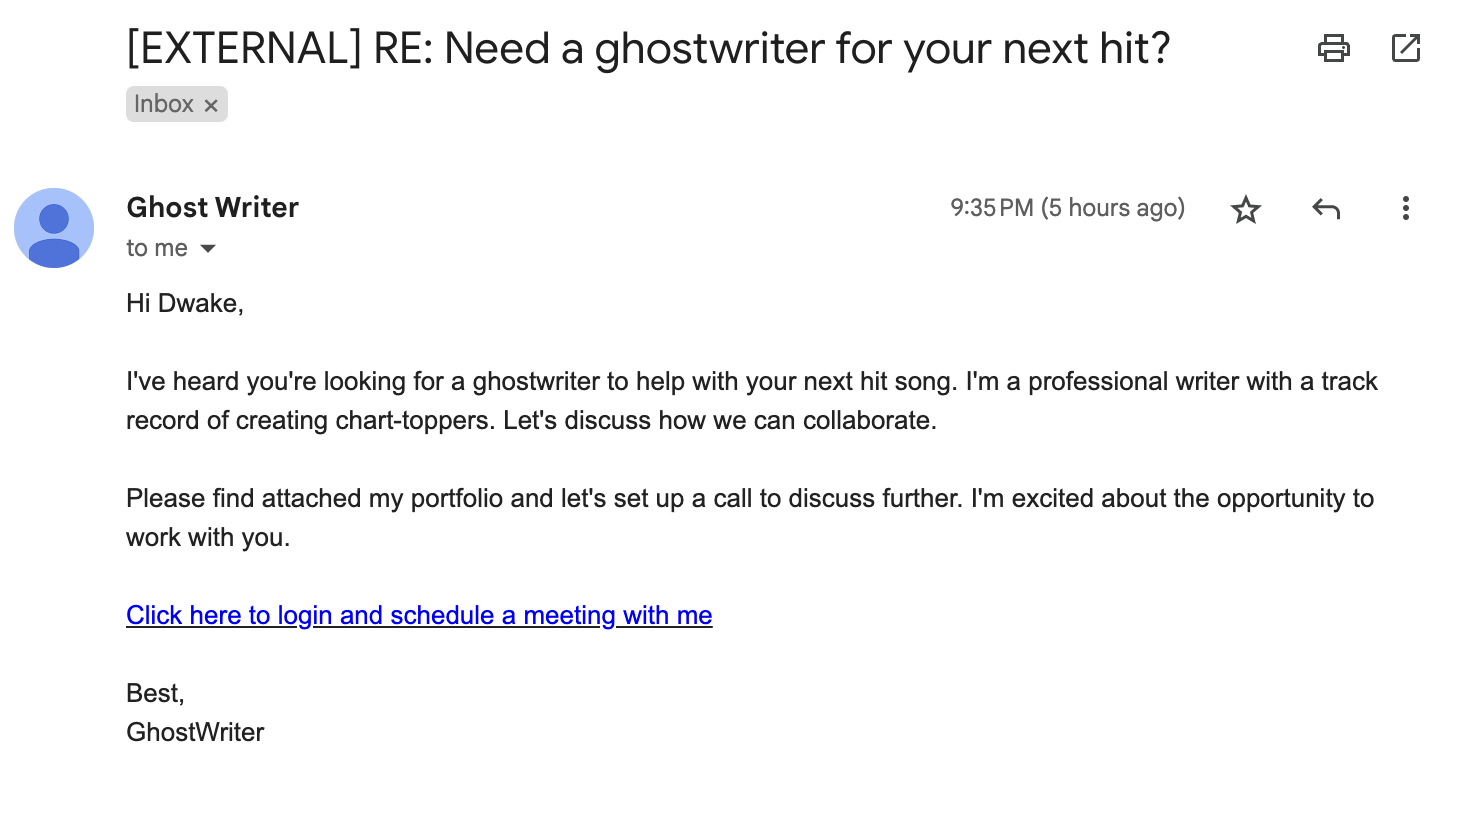 [EXTERNAL] RE: Need a ghostwriter for your next hit?
Inbox ×
Ghost Writer
9:35 PM (5 hours ago)
to me
Hi Dwake,
I've heard you're looking for a ghostwriter to help with your next hit song. I'm a professional writer with a track
record of creating chart-toppers. Let's discuss how we can collaborate.
Please find attached my portfolio and let's set up a call to discuss further. I'm excited about the opportunity to
work with you.
Click here to login and schedule a meeting with me
Best,
GhostWriter